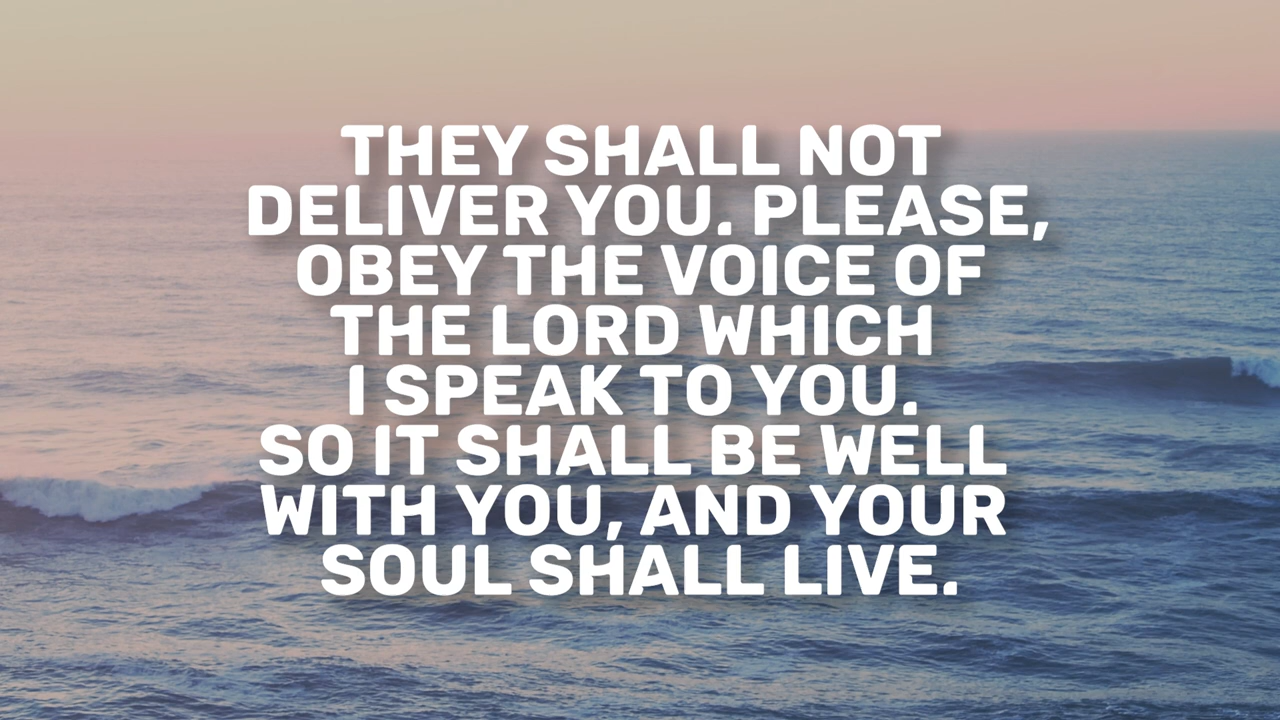 THEY SHALL NOT
DELIVER YOU. PLEASE,
OBEY THE VOICE OF
THE LORD WHICH
I SPEAK TO YOU.
SO IT SHALL BE WELL
WITH YOU, AND YOUR
SOUL SHALL LIVE.